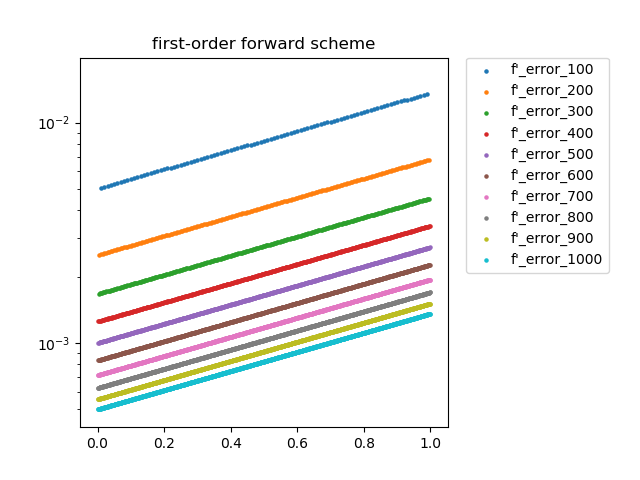 first-order forward scheme
10⁻²
10⁻³
0.0 0.2 0.4 0.6 0.8 1.0
f'_error_100
f'_error_200
f'_error_300
f'_error_400
f'_error_500
f'_error_600
f'_error_700
f'_error_800
f'_error_900
f'_error_1000